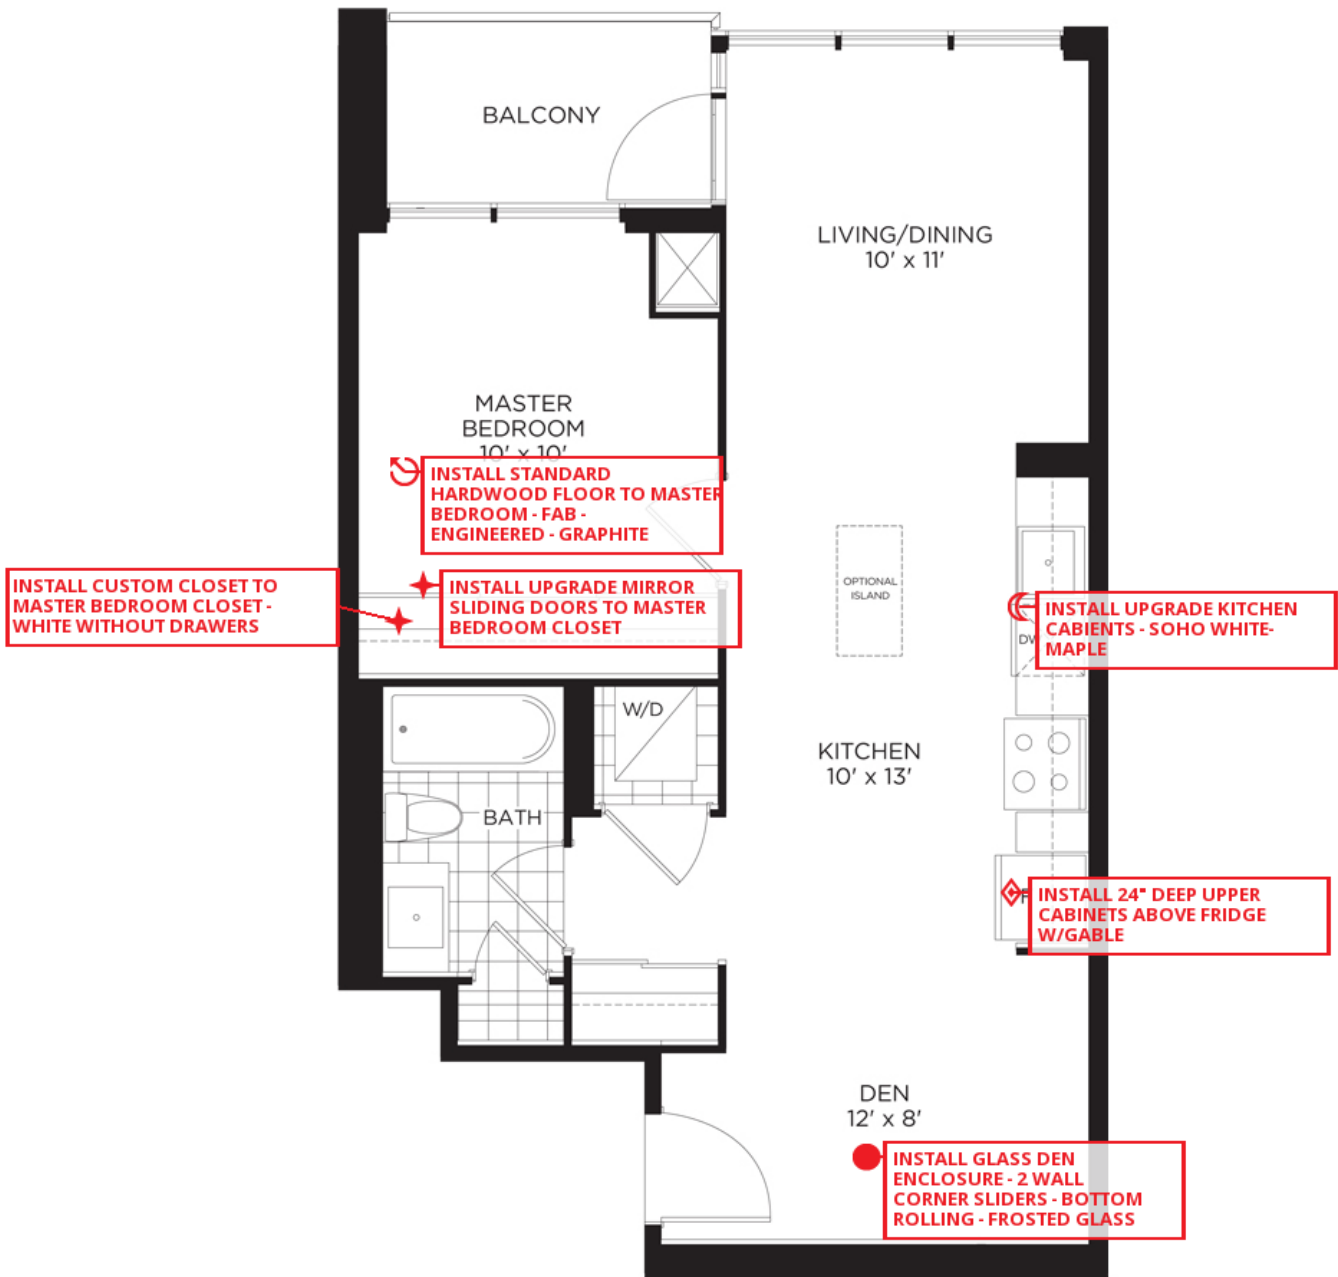 BALCONY
LIVING/DINING
10' x 11'
MASTER
BEDROOM
10' x 10'
INSTALL STANDARD
HARDWOOD FLOOR TO MASTER
BEDROOM - FAB -
ENGINEERED - GRAPHITE
INSTALL CUSTOM CLOSET TO
MASTER BEDROOM CLOSET -
WHITE WITHOUT DRAWERS
INSTALL UPGRADE MIRROR
SLIDING DOORS TO MASTER
BEDROOM CLOSET
OPTIONAL
ISLAND
INSTALL UPGRADE KITCHEN
CABIENTS - SOHO WHITE-
MAPLE
W/D
KITCHEN
10' x 13'
BATH
INSTALL 24" DEEP UPPER
CABINETS ABOVE FRIDGE
W/GABLE
DEN
12' x 8'
INSTALL GLASS DEN
ENCLOSURE - 2 WALL
CORNER SLIDERS - BOTTOM
ROLLING - FROSTED GLASS